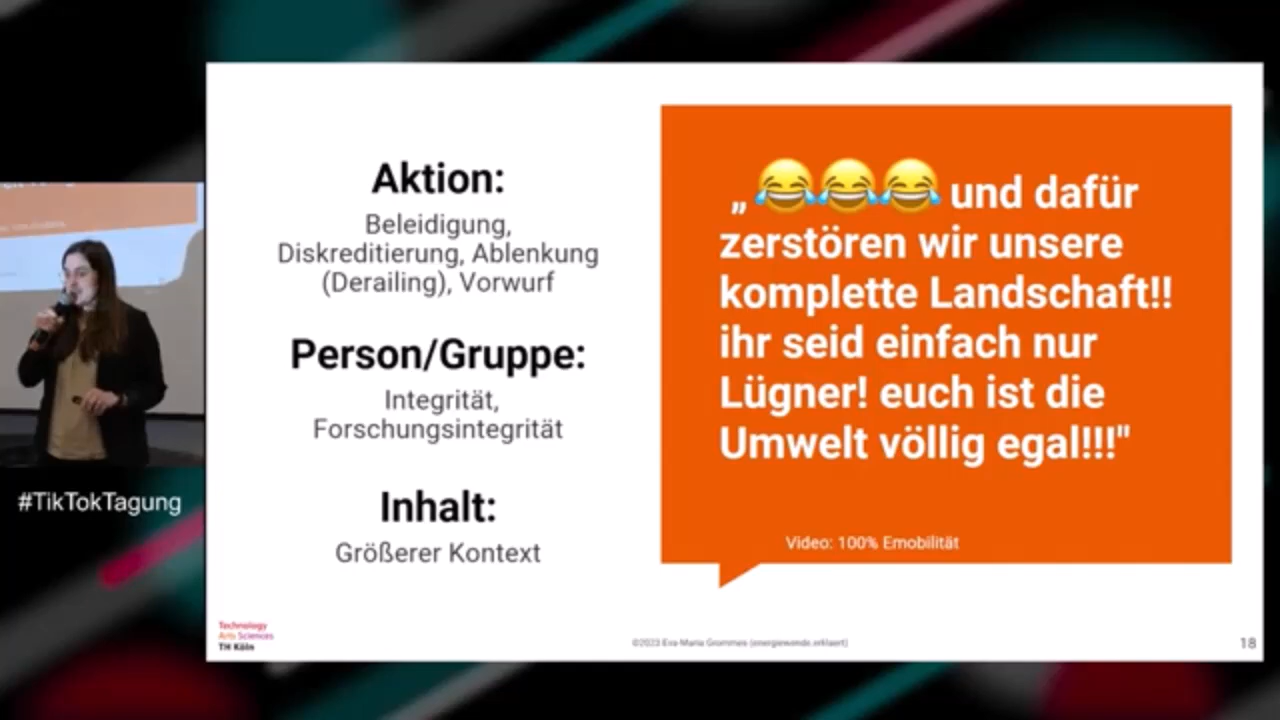 Aktion:
Beleidigung,
Diskreditierung, Ablenkung
(Derailing), Vorwurf
Person/Gruppe:
Integrität,
Forschungsintegrität
Inhalt:
Größerer Kontext
„😂😂😂 und dafür
zerstören wir unsere
komplette Landschaft!!
ihr seid einfach nur
Lügner! euch ist die
Umwelt völlig egal!!!"
Video: 100% Emobilität
#TikTokTagung
Technology
Arts Sciences
TH Köln
©2023 Eva-Maria Grommes (energiewende.erklaert)
18